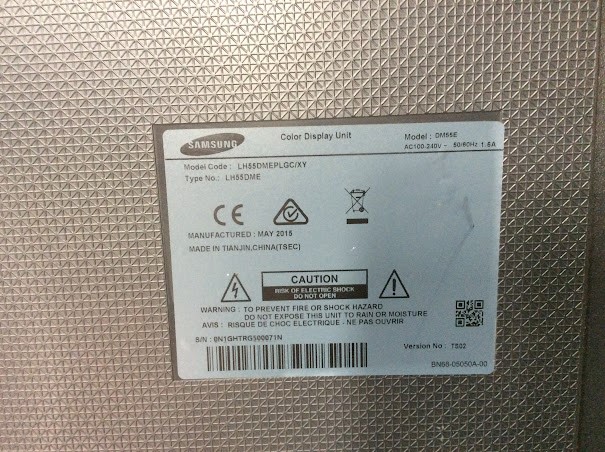 SAMSUNG
Color Display Unit
Model : DM55E
AC100-240V ~ 50/60Hz 1.5A
Model Code : LH55DMEPLGC/XY
Type No. : LH55DME
CE
MANUFACTURED : MAY 2015
MADE IN TIANJIN,CHINA(TSEC)
CAUTION
RISK OF ELECTRIC SHOCK
DO NOT OPEN
WARNING : TO PREVENT FIRE OR SHOCK HAZARD
DO NOT EXPOSE THIS UNIT TO RAIN OR MOISTURE
AVIS : RISQUE DE CHOC ELECTRIQUE - NE PAS OUVRIR
S/N : 0N1GHTRG500071N
Version No : TS02
BN68-05050A-00